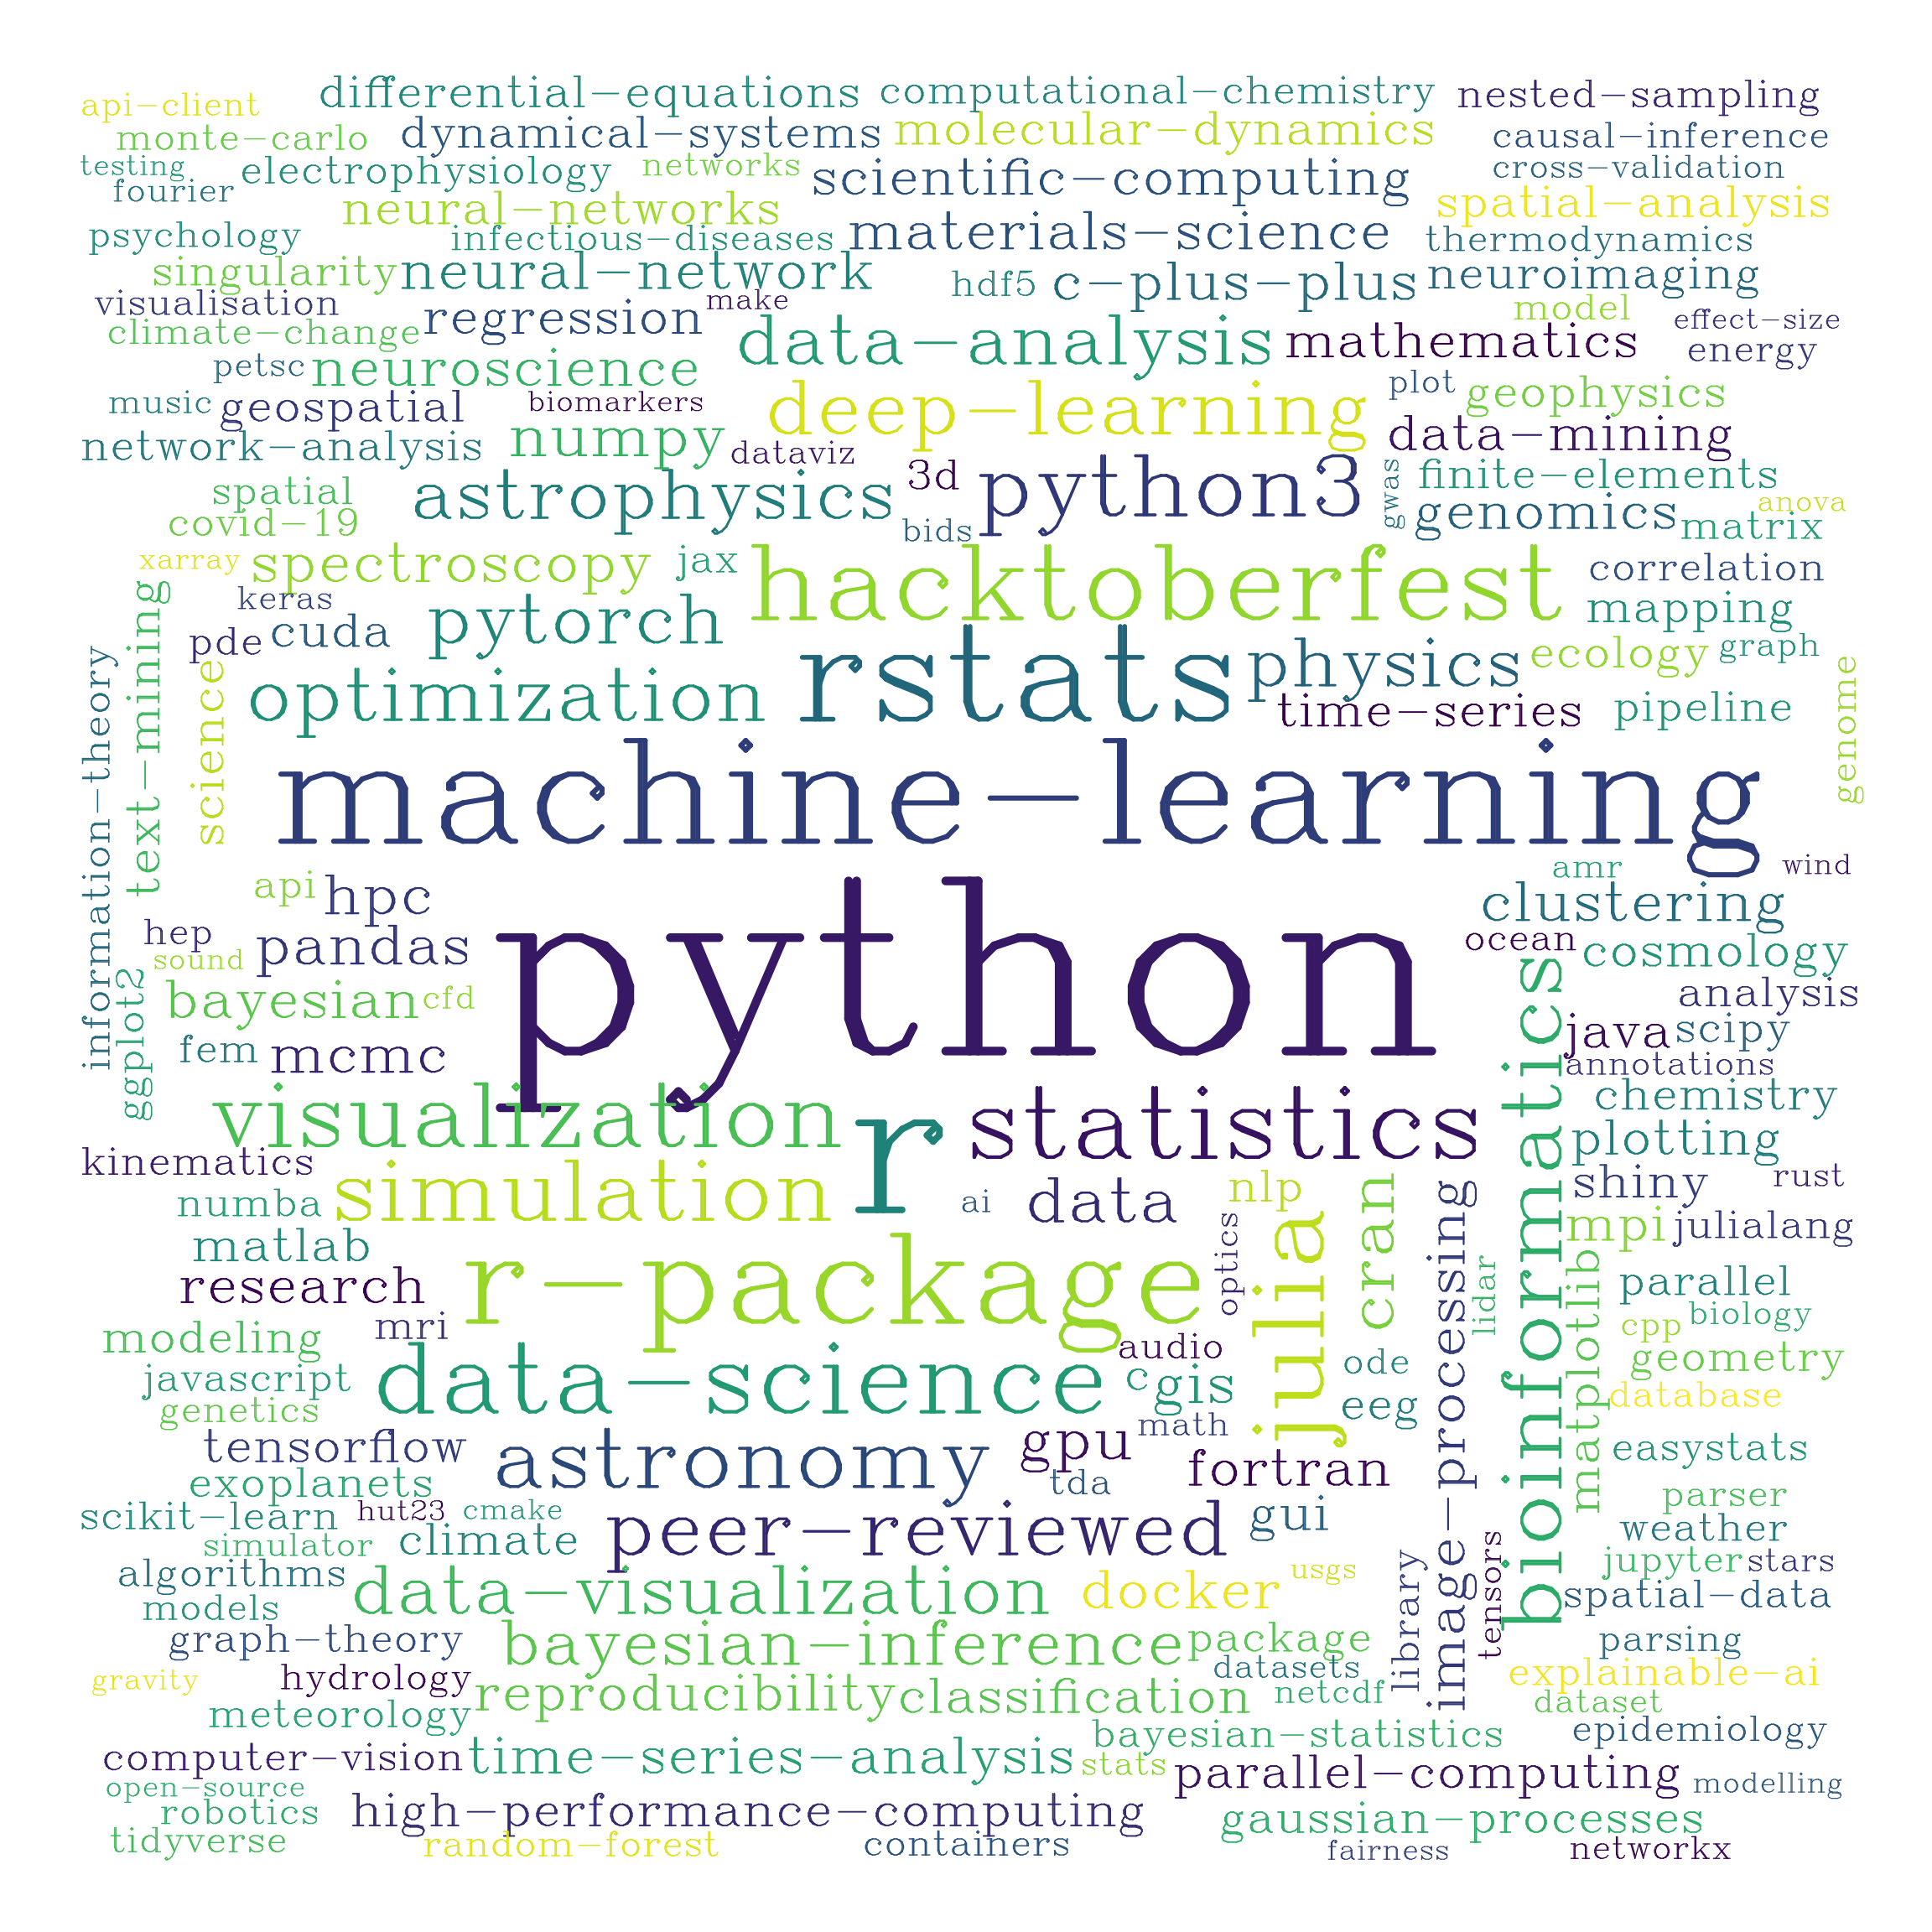 differential-equations computational-chemistry nested-sampling
api-client
monte-carlo dynamical-systems molecular-dynamics causal-inference
testing electrophysiology networks scientific-computing cross-validation
fourier neural-networks spatial-analysis
psychology infectious-diseases materials-science thermodynamics
singularity neural-network hdf5 c-plus-plus neuroimaging
visualisation regression make model effect-size
climate-change data-analysis mathematics energy
petsc neuroscience plot
music geospatial biomarkers deep-learning geophysics
network-analysis numpy dataviz data-mining
spatial astrophysics 3d python3 gwas finite-elements
covid-19 bids genomics matrix anova
xarray spectroscopy jax hacktoberfest correlation
keras pytorch mapping
pde cuda rstats physics ecology graph
text-mining
information-theory
science
optimization time-series pipeline
genome
machine-learning
api hpc amr wind
clustering
hep pandas python ocean cosmology
sound
ggplot2
bayesian cfd analysis
fem mcmc java scipy
annotations
bioinformatics
visualization r statistics chemistry
plotting
kinematics shiny rust
numba simulation ai data nlp cran
matlab mpi julialang
research r-package optics julia image-processing lidar parallel
modeling mri audio matplotlib cpp biology
javascript data-science c gis ode geometry
genetics math eeg database
tensorflow astronomy gpu fortran easystats
exoplanets tda parser
scikit-learn hut23 cmake peer-reviewed gui weather
simulator climate tensors jupyter stars
algorithms data-visualization docker usgs library spatial-data
models
graph-theory bayesian-inference package parsing
gravity hydrology datasets explainable-ai
reproducibility classification netcdf dataset
meteorology bayesian-statistics epidemiology
computer-vision time-series-analysis stats parallel-computing modelling
open-source
robotics high-performance-computing gaussian-processes
tidyverse random-forest containers fairness networkx